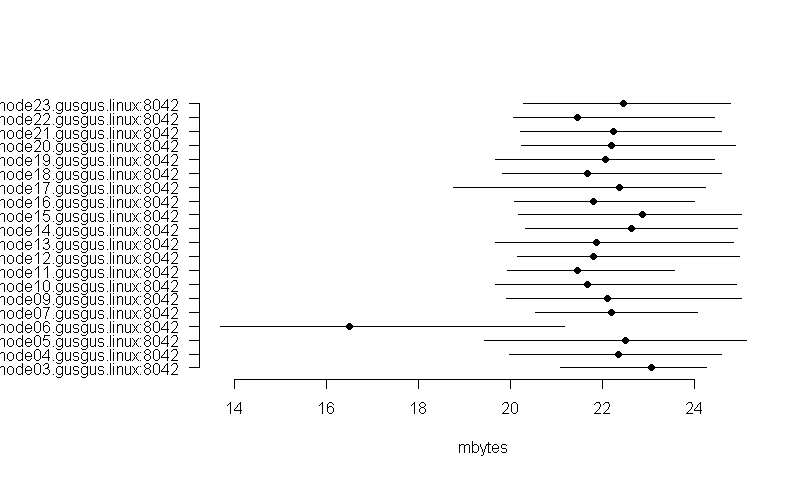 node23.gusgus.linux:8042
node22.gusgus.linux:8042
node21.gusgus.linux:8042
node20.gusgus.linux:8042
node19.gusgus.linux:8042
node18.gusgus.linux:8042
node17.gusgus.linux:8042
node16.gusgus.linux:8042
node15.gusgus.linux:8042
node14.gusgus.linux:8042
node13.gusgus.linux:8042
node12.gusgus.linux:8042
node11.gusgus.linux:8042
node10.gusgus.linux:8042
node09.gusgus.linux:8042
node07.gusgus.linux:8042
node06.gusgus.linux:8042
node05.gusgus.linux:8042
node04.gusgus.linux:8042
node03.gusgus.linux:8042
14 16 18 20 22 24
mbytes